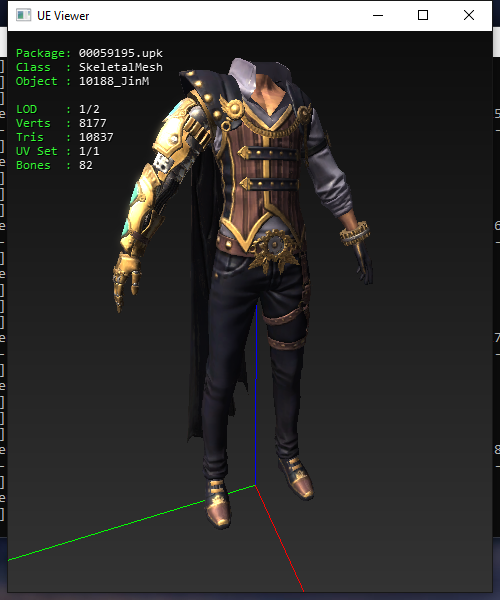 UE Viewer
Package: 00059195.upk
Class : SkeletalMesh
Object : 10188_JinM
LOD : 1/2
Verts : 8177
Tris : 10837
UV Set : 1/1
Bones : 82